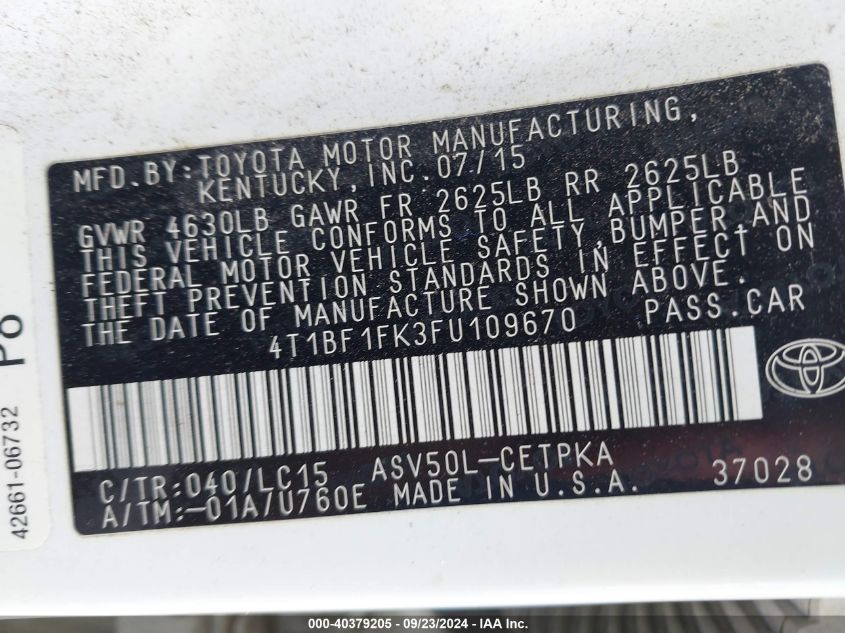 MFD.BY:TOYOTA MOTOR MANUFACTURING,
KENTUCKY,INC.07/15
GVWR 4630LB GAWR FR 2625LB RR 2625LB
THIS VEHICLE CONFORMS TO ALL APPLICABLE
FEDERAL MOTOR VEHICLE SAFETY,BUMPER,AND
THEFT PREVENTION STANDARDS IN EFFECT ON
THE DATE OF MANUFACTURE SHOWN ABOVE.
4T1BF1FK3FU109670 PASS.CAR
C/TR:040/LC15 ASV50L-CETPKA
A/TM:-01A/U760E MADE IN U.S.A. 37028
42661-06732
Po
000-40379205 - 09/23/2024 - IAA Inc.